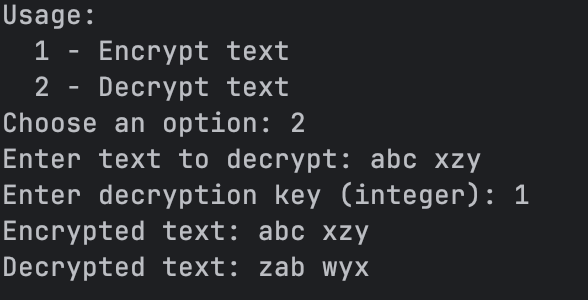 Usage:
  1 - Encrypt text
  2 - Decrypt text
Choose an option: 2
Enter text to decrypt: abc xzy
Enter decryption key (integer): 1
Encrypted text: abc xzy
Decrypted text: zab wyx